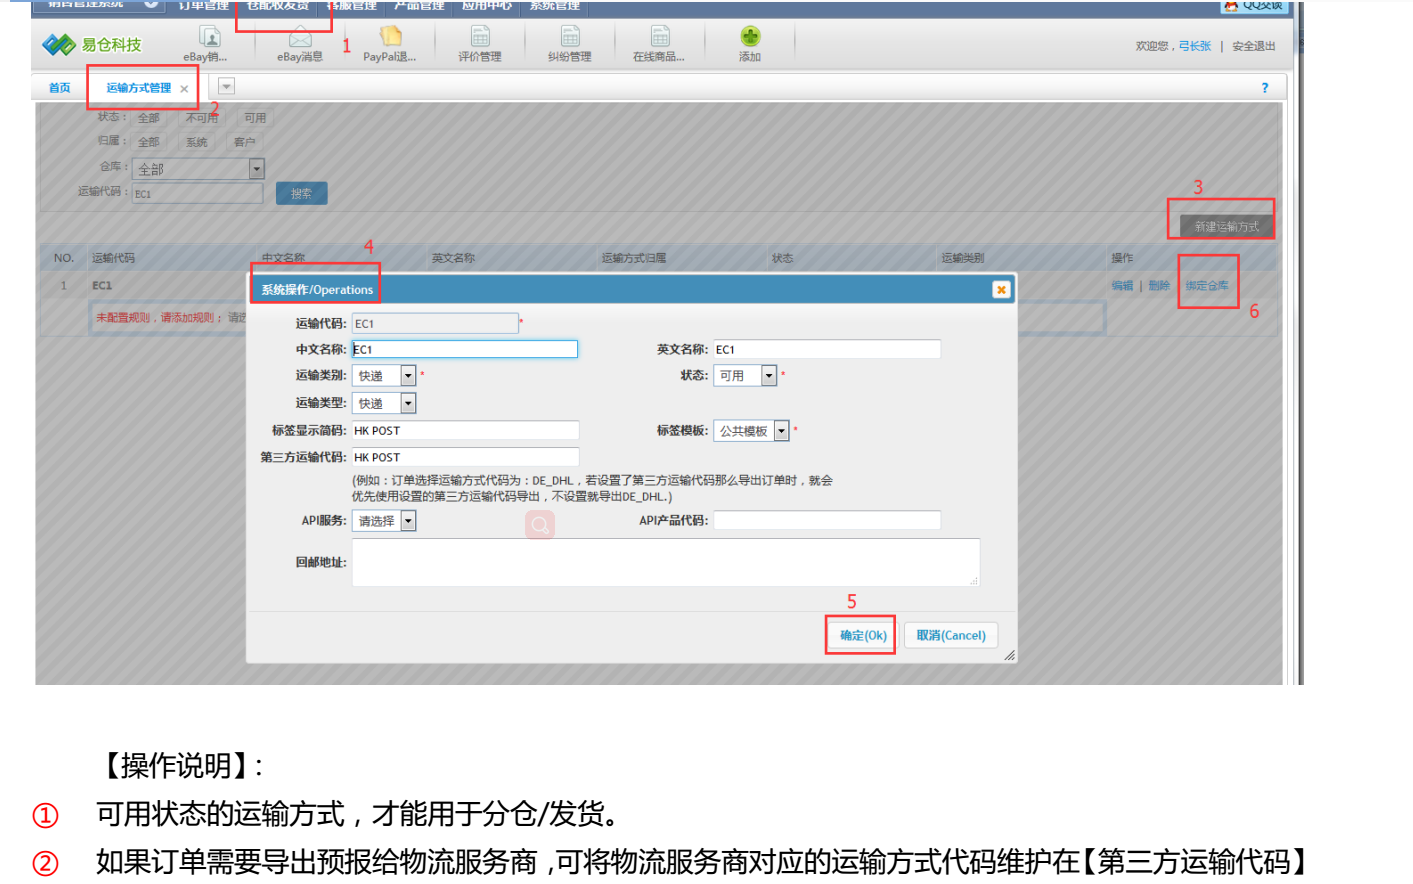 销售管理系统 订单管理 仓配收发货 客服管理 产品管理 应用中心 系统管理 QQ交谈
易仓科技 eBay销... eBay消息 1 PayPal退... 评价管理 纠纷管理 在线商品... 添加 欢迎您，弓长张 | 安全退出
首页 运输方式管理 × ?
2
状态： 全部 不可用 可用
归属： 全部 系统 客户
仓库： 全部
运输代码： EC1 搜索
3
新建运输方式
4
NO. 运输代码 中文名称 英文名称 运输方式归属 状态 运输类别 操作
1 EC1 编辑 | 删除 绑定仓库
6
未配置规则，请添加规则； 请选
系统操作/Operations
运输代码: EC1 *
中文名称: EC1 英文名称: EC1
运输类别: 快递 * 状态: 可用 *
运输类型: 快递
标签显示简码: HK POST 标签模板: 公共模板 *
第三方运输代码: HK POST
(例如：订单选择运输方式代码为：DE_DHL，若设置了第三方运输代码那么导出订单时，就会
优先使用设置的第三方运输代码导出，不设置就导出DE_DHL.)
API服务: 请选择 API产品代码:
回邮地址:
5
确定(Ok) 取消(Cancel)
【操作说明】：
① 可用状态的运输方式，才能用于分仓/发货。
② 如果订单需要导出预报给物流服务商，可将物流服务商对应的运输方式代码维护在【第三方运输代码】